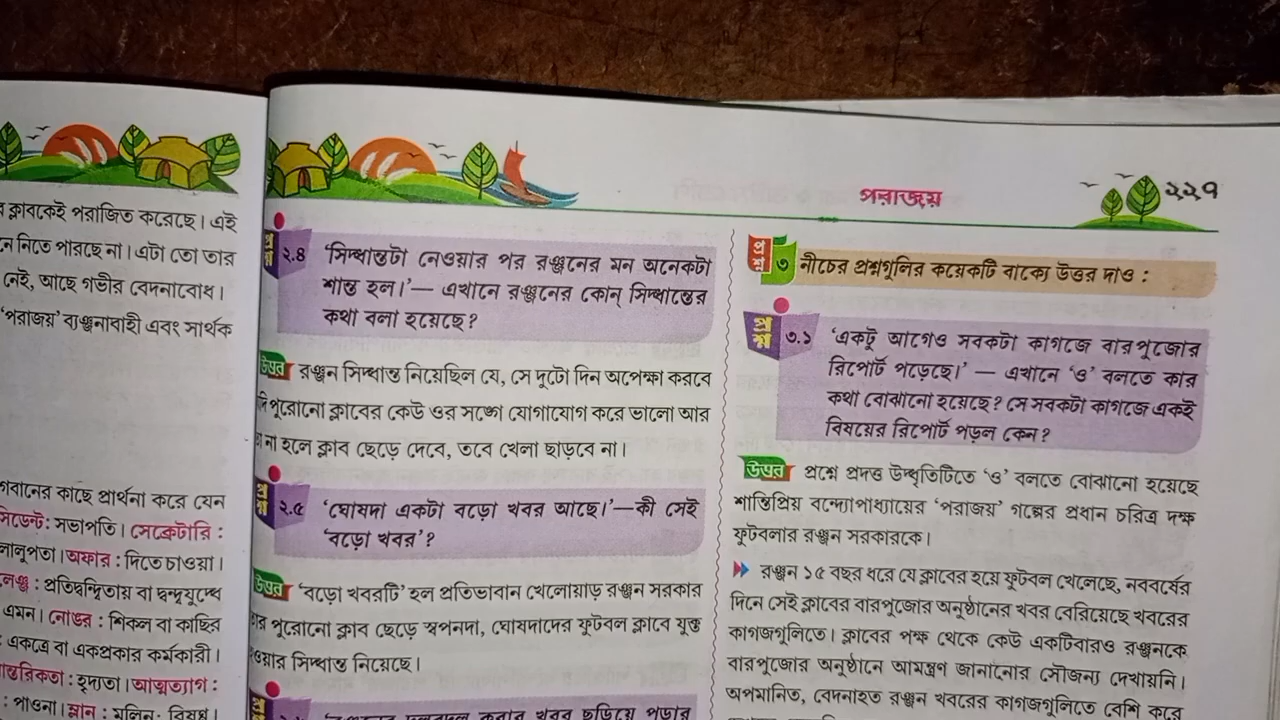 ক্লাবকেই পরাজিত করেছে। এই
নিতে পারছে না। এটা তো তার
নেই, আছে গভীর বেদনাবোধ।
'পরাজয়' ব্যঞ্জনাবাহী এবং সার্থক
কাছে প্রার্থনা করে যেন
সভাপতি। সেক্রেটারি :
অফার : দিতে চাওয়া।
প্রতিদ্বন্দ্বিতায় বা দ্বন্দ্বযুদ্ধে
এমন। নোঙর : শিকল বা কাছির
একত্রে বা একপ্রকার কর্মকারী।
হৃদ্যতা। আত্মত্যাগ :
: পাওনা। ম্লান : মলিন, বিষণ্ণ।
পরাজয় ২২৭
প্রশ্ন ২.৪ 'সিদ্ধান্তটা নেওয়ার পর রঞ্জনের মন অনেকটা
শান্ত হল।'— এখানে রঞ্জনের কোন্ সিদ্ধান্তের
কথা বলা হয়েছে?
উত্তর রঞ্জন সিদ্ধান্ত নিয়েছিল যে, সে দুটো দিন অপেক্ষা করবে
পুরোনো ক্লাবের কেউ ওর সঙ্গে যোগাযোগ করে ভালো আর
না হলে ক্লাব ছেড়ে দেবে, তবে খেলা ছাড়বে না।
প্রশ্ন ২.৫ 'ঘোষদা একটা বড়ো খবর আছে।'—কী সেই
'বড়ো খবর'?
উত্তর 'বড়ো খবরটি' হল প্রতিভাবান খেলোয়াড় রঞ্জন সরকার
পুরোনো ক্লাব ছেড়ে স্বপনদা, ঘোষদাদের ফুটবল ক্লাবে যুক্ত
সিদ্ধান্ত নিয়েছে।
প্রশ্ন ৩ নীচের প্রশ্নগুলির কয়েকটি বাক্যে উত্তর দাও :
প্রশ্ন ৩.১ 'একটু আগেও সবকটা কাগজে বারপুজোর
রিপোর্ট পড়েছে।' — এখানে 'ও' বলতে কার
কথা বোঝানো হয়েছে? সে সবকটা কাগজে একই
বিষয়ের রিপোর্ট পড়ল কেন?
উত্তর প্রশ্নে প্রদত্ত উদ্ধৃতিটিতে 'ও' বলতে বোঝানো হয়েছে
শান্তিপ্রিয় বন্দ্যোপাধ্যায়ের 'পরাজয়' গল্পের প্রধান চরিত্র দক্ষ
ফুটবলার রঞ্জন সরকারকে।
রঞ্জন ১৫ বছর ধরে যে ক্লাবের হয়ে ফুটবল খেলেছে, নববর্ষের
দিনে সেই ক্লাবের বারপুজোর অনুষ্ঠানের খবর বেরিয়েছে খবরের
কাগজগুলিতে। ক্লাবের পক্ষ থেকে কেউ একটিবারও রঞ্জনকে
বারপুজোর অনুষ্ঠানে আমন্ত্রণ জানানোর সৌজন্য দেখায়নি।
অপমানিত, বেদনাহত রঞ্জন খবরের কাগজগুলিতে বেশি করে